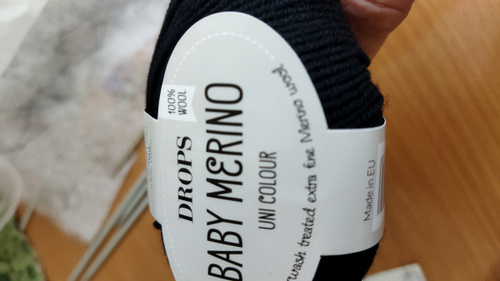 100%
WOOL
DROPS
BABY MERINO
UNI COLOUR
wash treated extra fine Merino wool
Made in EU